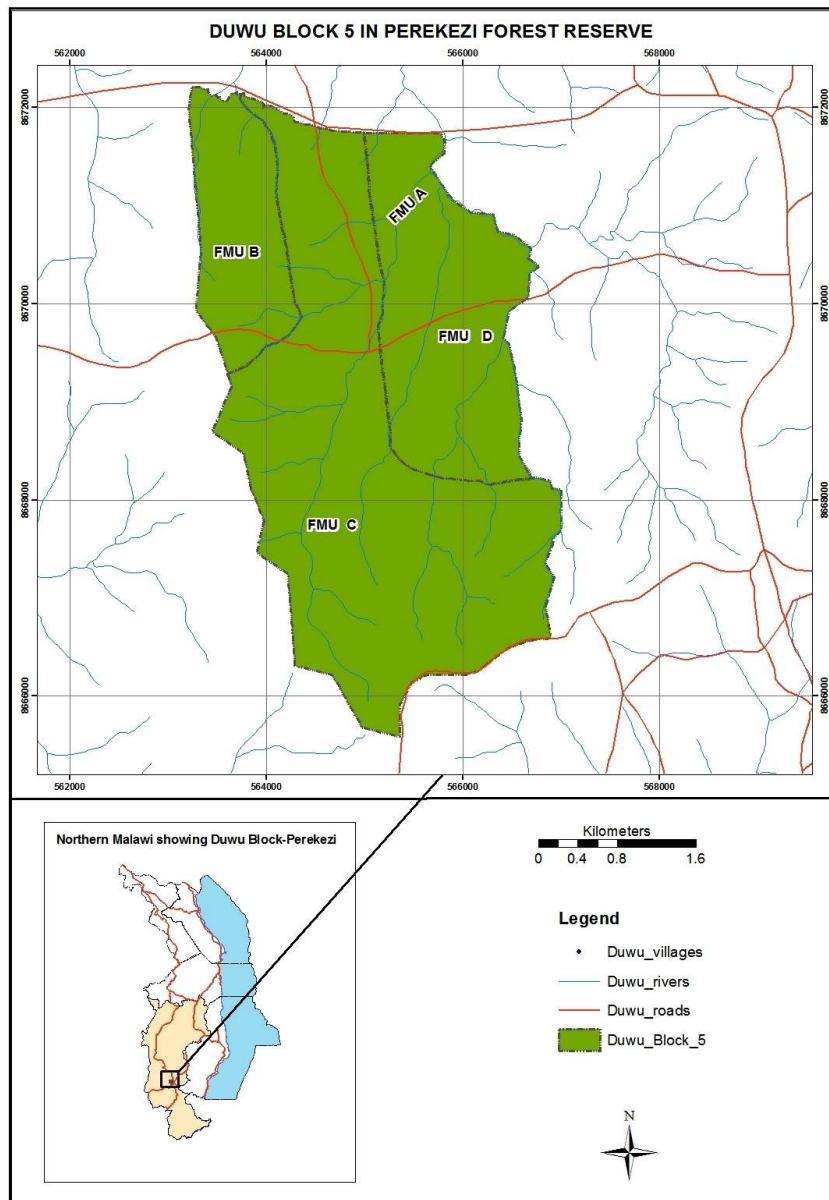 DUWU BLOCK 5 IN PEREKEZI FOREST RESERVE
562000 564000 566000 568000
8672000 8672000
FMU A
FMU B
8670000 8670000
FMU D
8668000 8668000
FMU C
8666000 8666000
562000 564000 566000 568000
Northern Malawi showing Duwu Block-Perekezi
Kilometers
0 0.4 0.8 1.6
Legend
Duwu_villages
Duwu_rivers
Duwu_roads
Duwu_Block_5
N